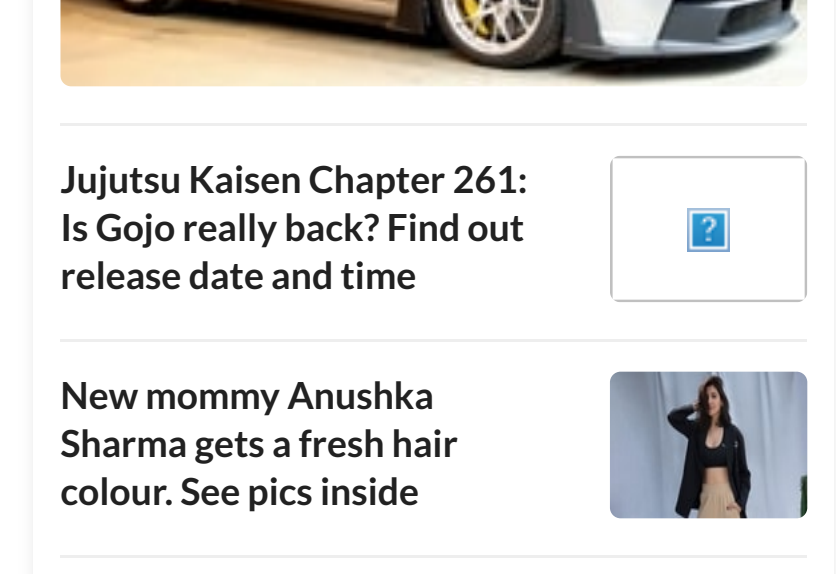 Jujutsu Kaisen Chapter 261:
Is Gojo really back? Find out
release date and time
?
New mommy Anushka
Sharma gets a fresh hair
colour. See pics inside